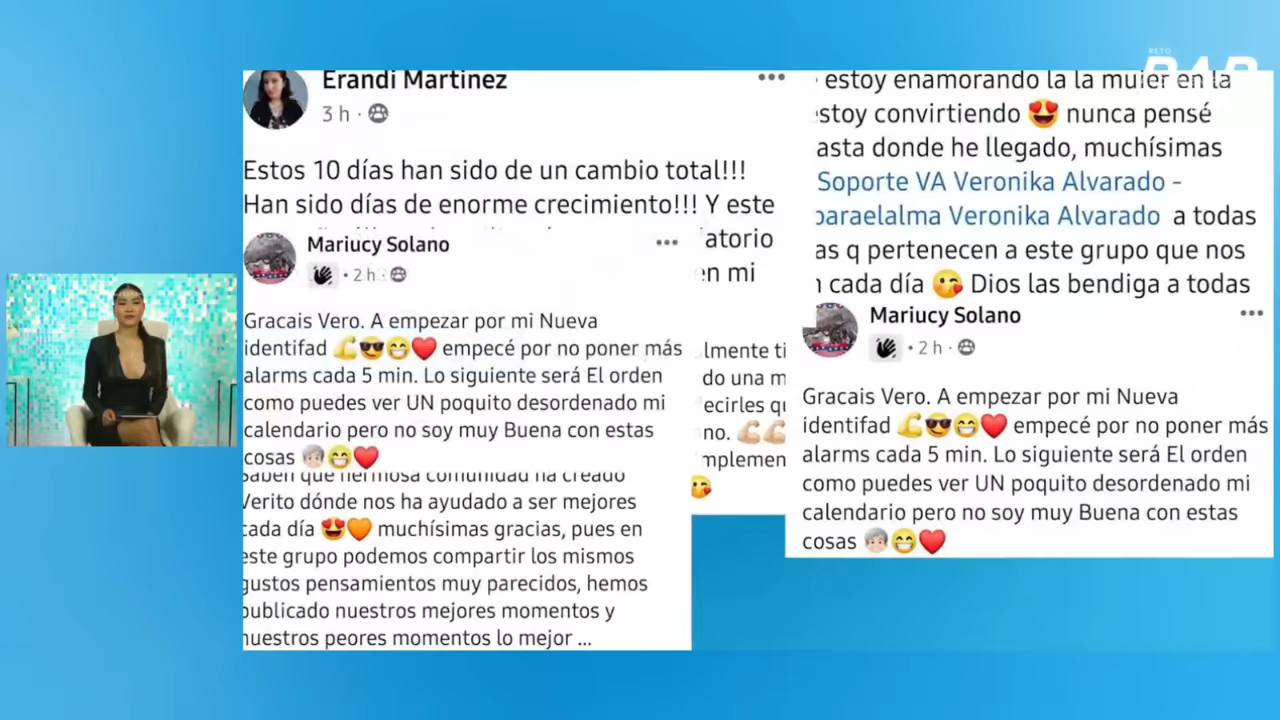 Erandi Martinez
3 h ·
Estos 10 días han sido de un cambio total!!!
Han sido días de enorme crecimiento!!! Y este
en mi
Mariucy Solano
• 2 h ·
Gracais Vero. A empezar por mi Nueva
identifad 💪😎😁❤️ empecé por no poner más
alarms cada 5 min. Lo siguiente será El orden
como puedes ver UN poquito desordenado mi
calendario pero no soy muy Buena con estas
cosas 🧓🏻😁❤️
Saben que hermosa comunidad ha creado
Verito dónde nos ha ayudado a ser mejores
cada día 😍🧡 muchísimas gracias, pues en
este grupo podemos compartir los mismos
gustos pensamientos muy parecidos, hemos
publicado nuestros mejores momentos y
nuestros peores momentos lo mejor ...
do una m
RETO
estoy enamorando la la mujer en la
estoy convirtiendo 😍 nunca pensé
asta donde he llegado, muchísimas
Soporte VA Veronika Alvarado -
paraelalma Veronika Alvarado a todas
as q pertenecen a este grupo que nos
cada día 😘 Dios las bendiga a todas
Mariucy Solano
• 2 h ·
Gracais Vero. A empezar por mi Nueva
identifad 💪😎😁❤️ empecé por no poner más
alarms cada 5 min. Lo siguiente será El orden
como puedes ver UN poquito desordenado mi
calendario pero no soy muy Buena con estas
cosas 🧓🏻😁❤️